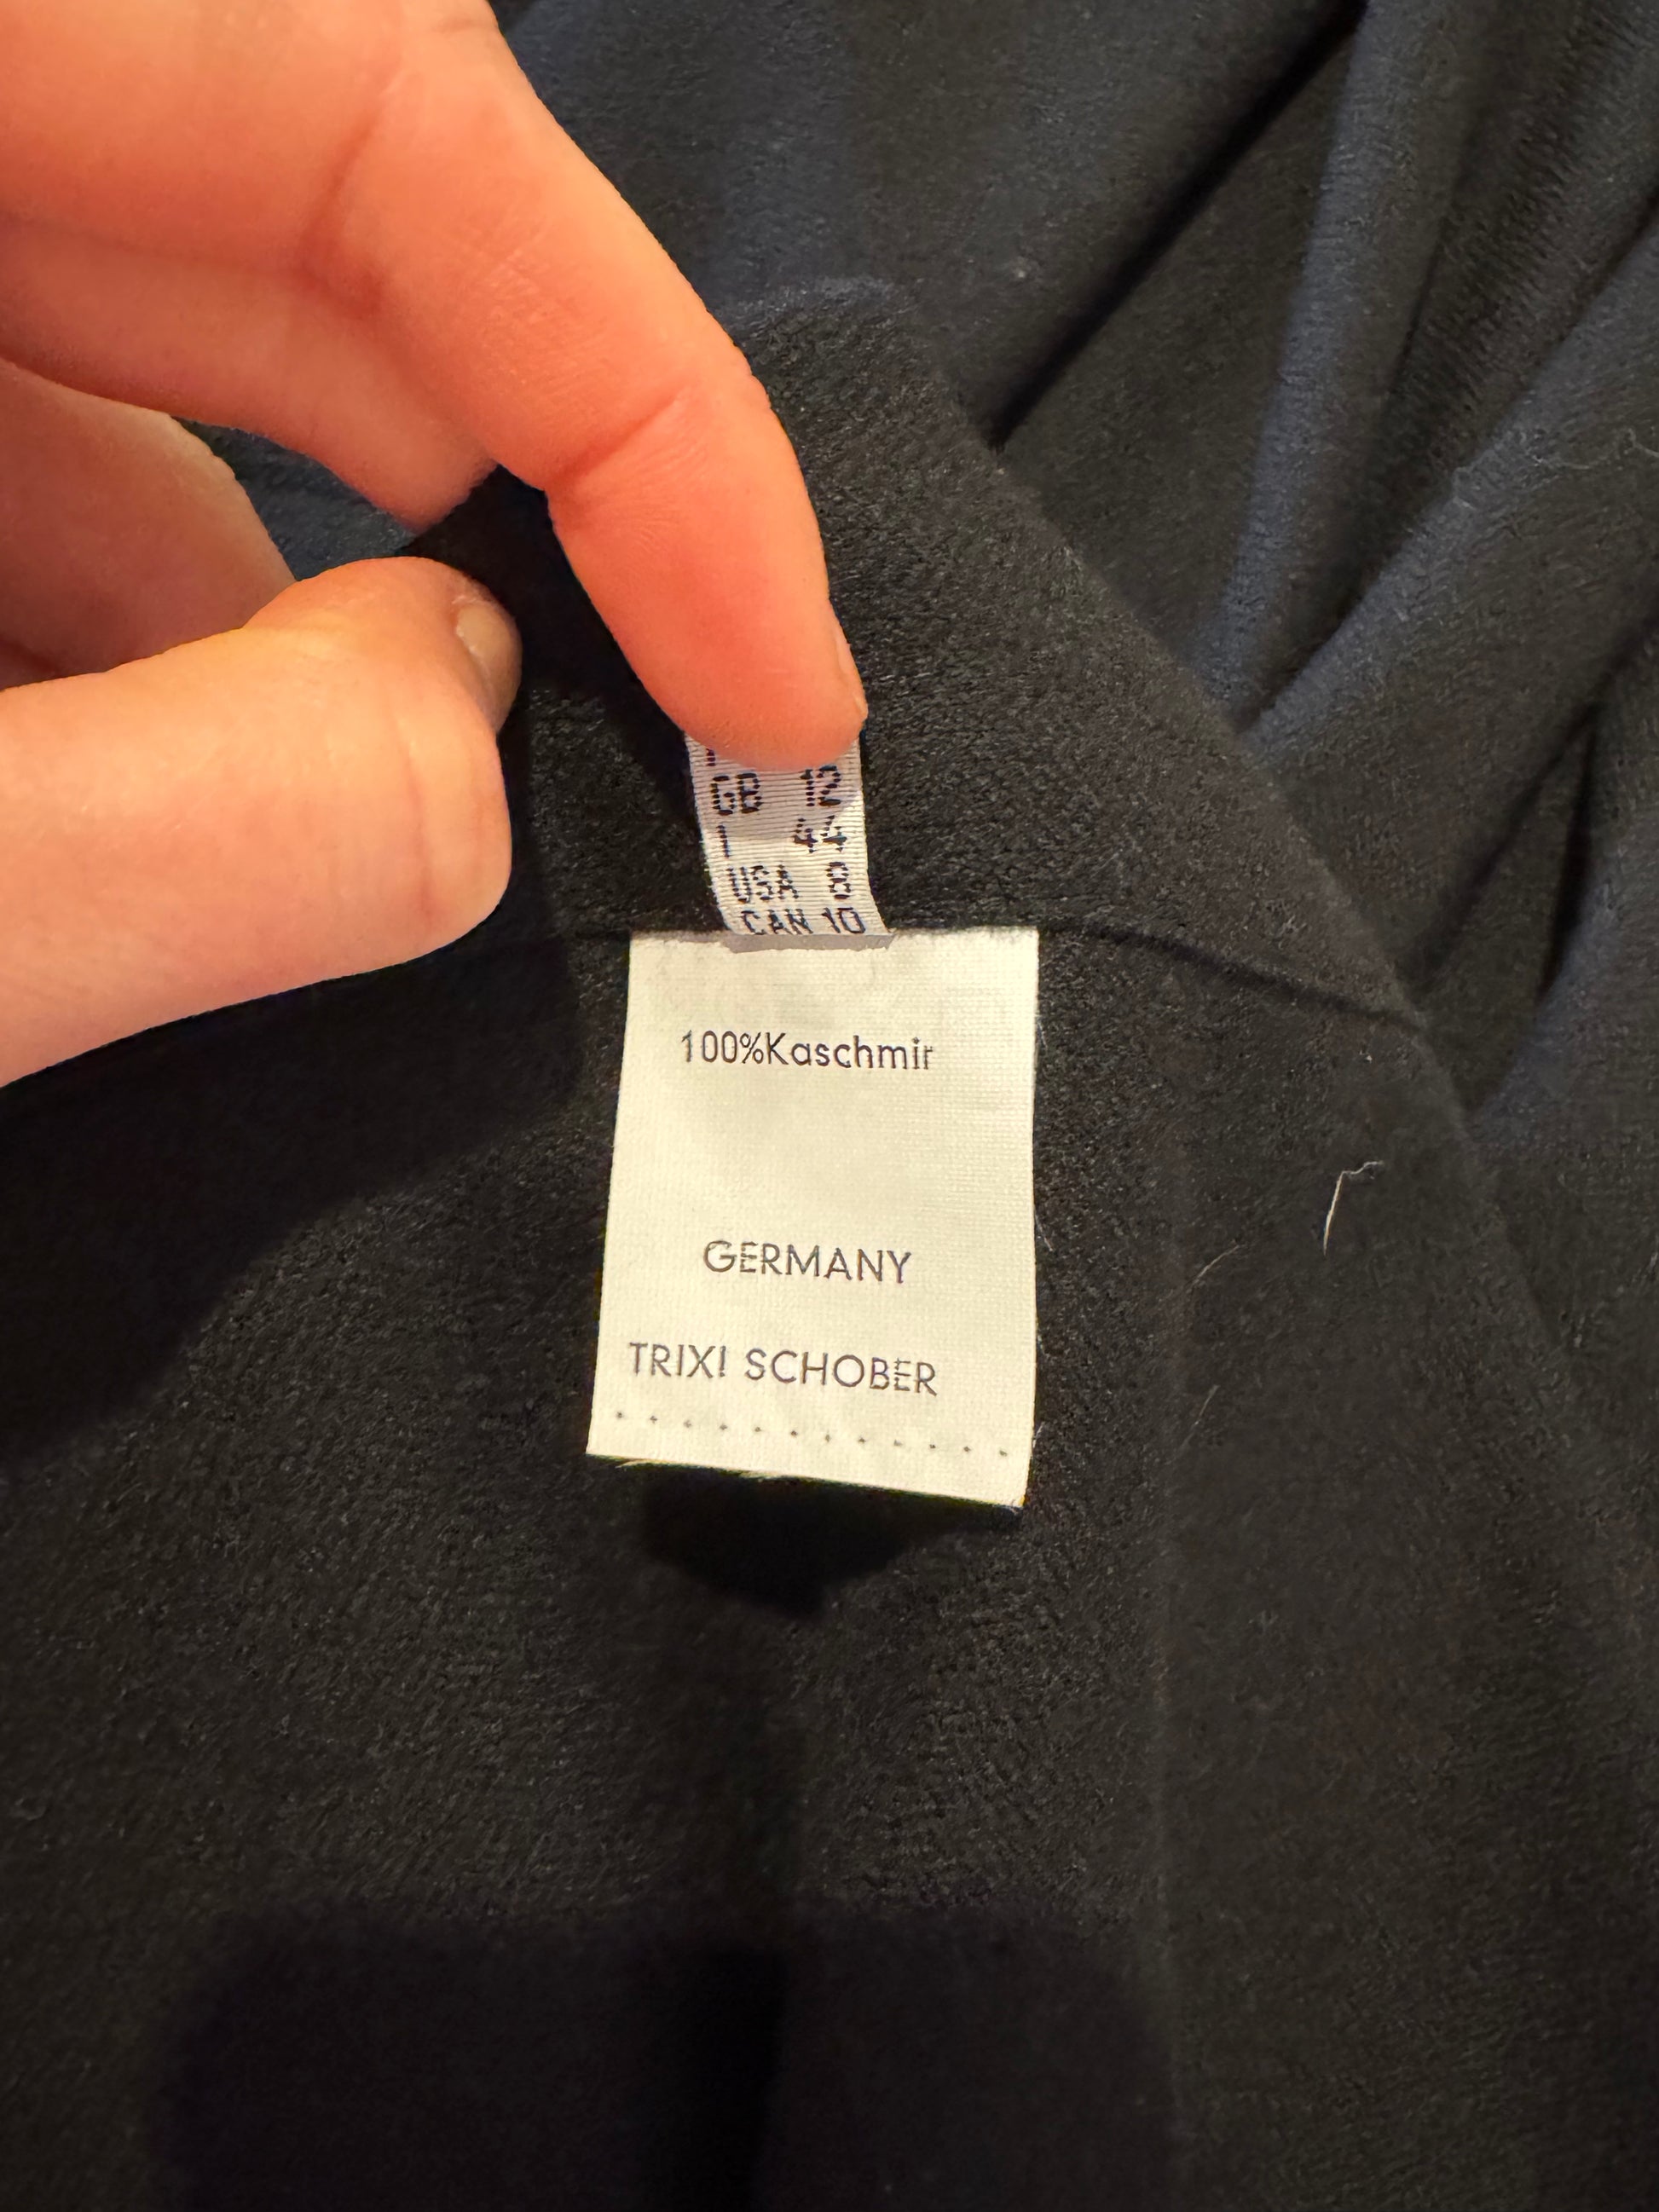 GB 12
I 44
USA 8
CAN 10
100%Kaschmir
GERMANY
TRIXI SCHOBER